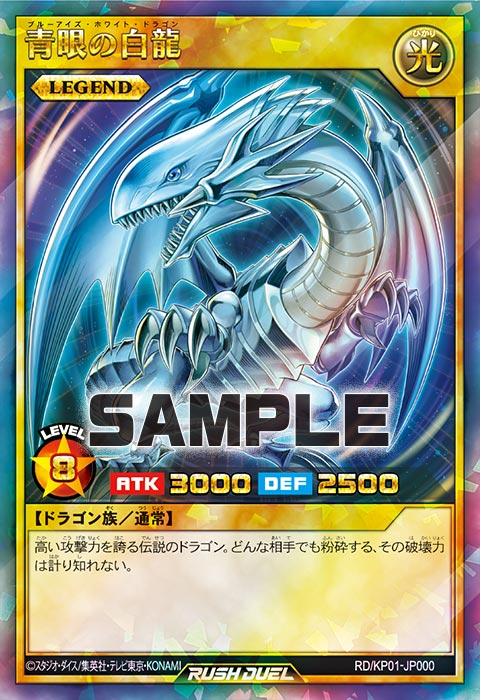 ブルーアイズ・ホワイト・ドラゴン
青眼の白龍
ひかり
光
LEGEND
SAMPLE
LEVEL
8
ATK 3000 DEF 2500
【ドラゴン族／通常】
高い攻撃力を誇る伝説のドラゴン。どんな相手でも粉砕する、その破壊力
は計り知れない。
©スタジオ・ダイス/集英社・テレビ東京・KONAMI
RUSH DUEL
RD/KP01-JP000